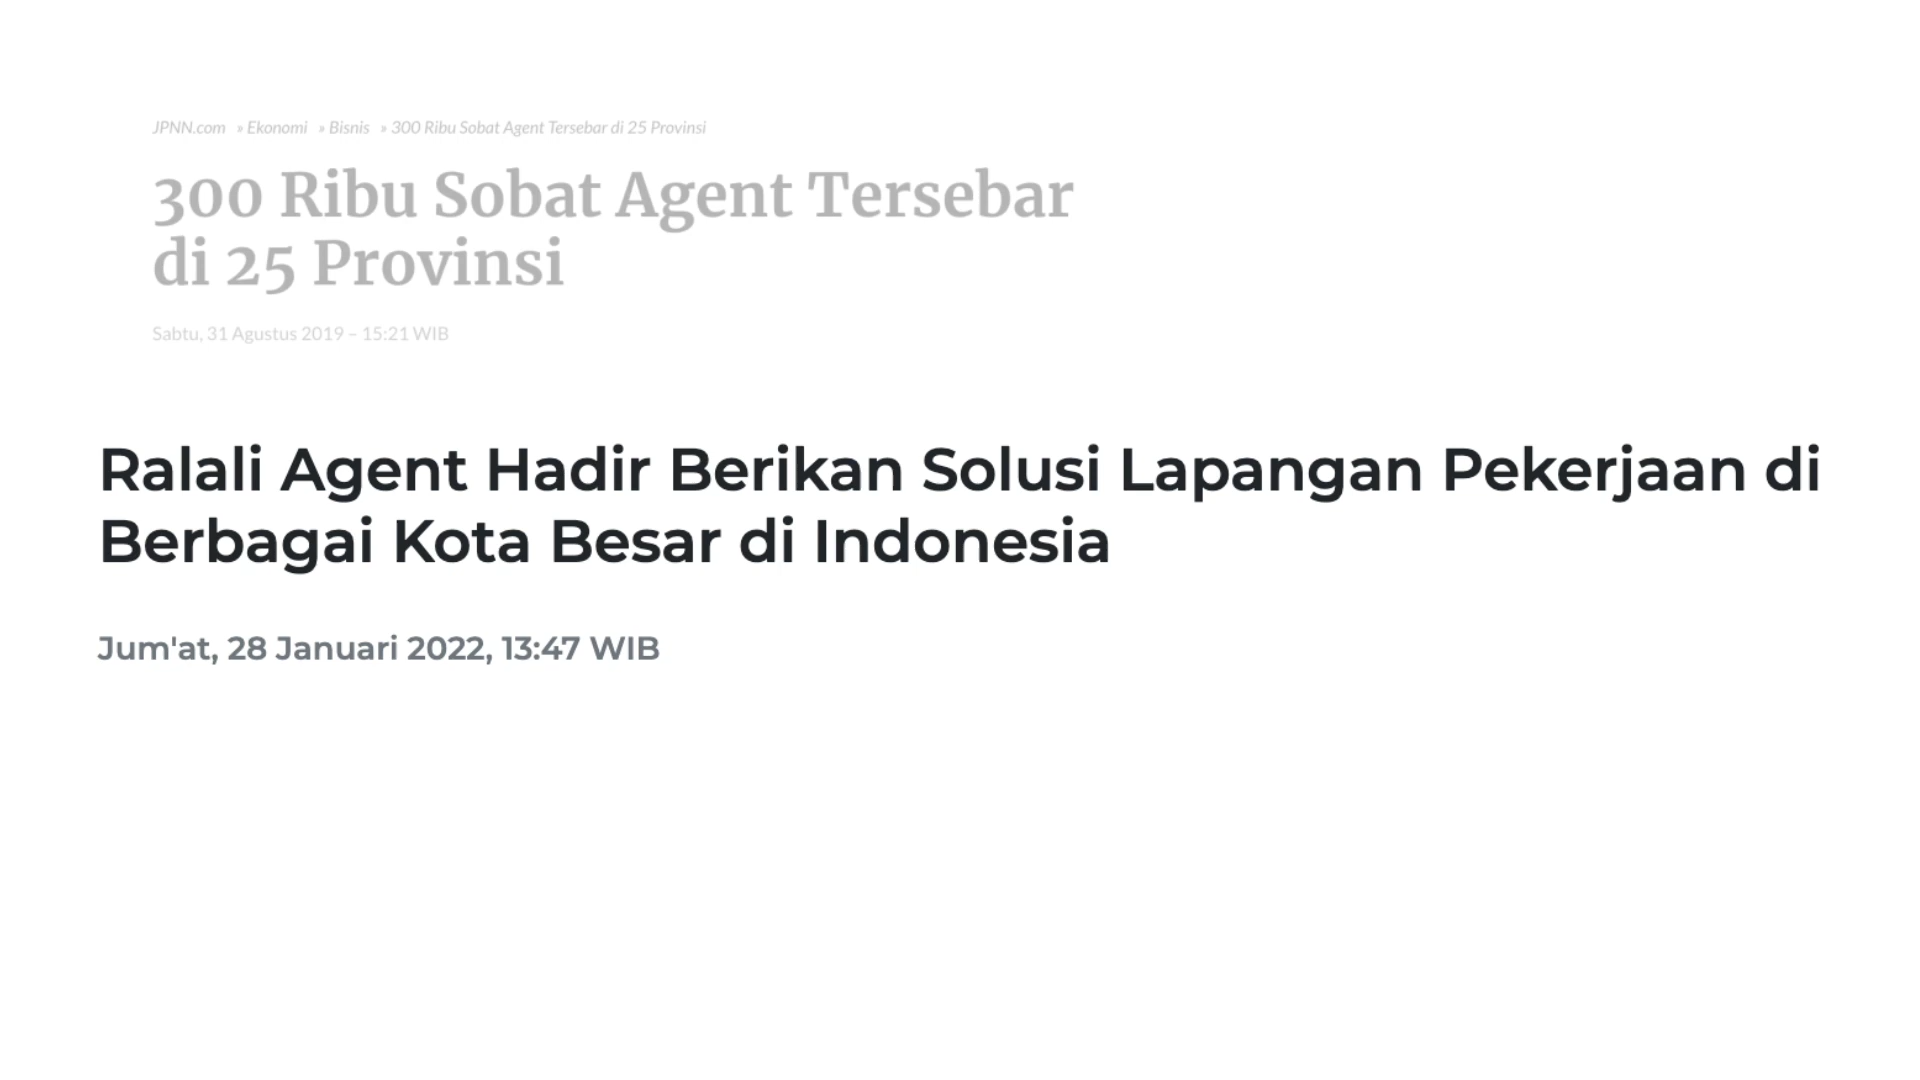 JPNN.com » Ekonomi » Bisnis » 300 Ribu Sobat Agent Tersebar di 25 Provinsi
300 Ribu Sobat Agent Tersebar
di 25 Provinsi
Sabtu, 31 Agustus 2019 – 15:21 WIB
Ralali Agent Hadir Berikan Solusi Lapangan Pekerjaan di
Berbagai Kota Besar di Indonesia
Jum'at, 28 Januari 2022, 13:47 WIB